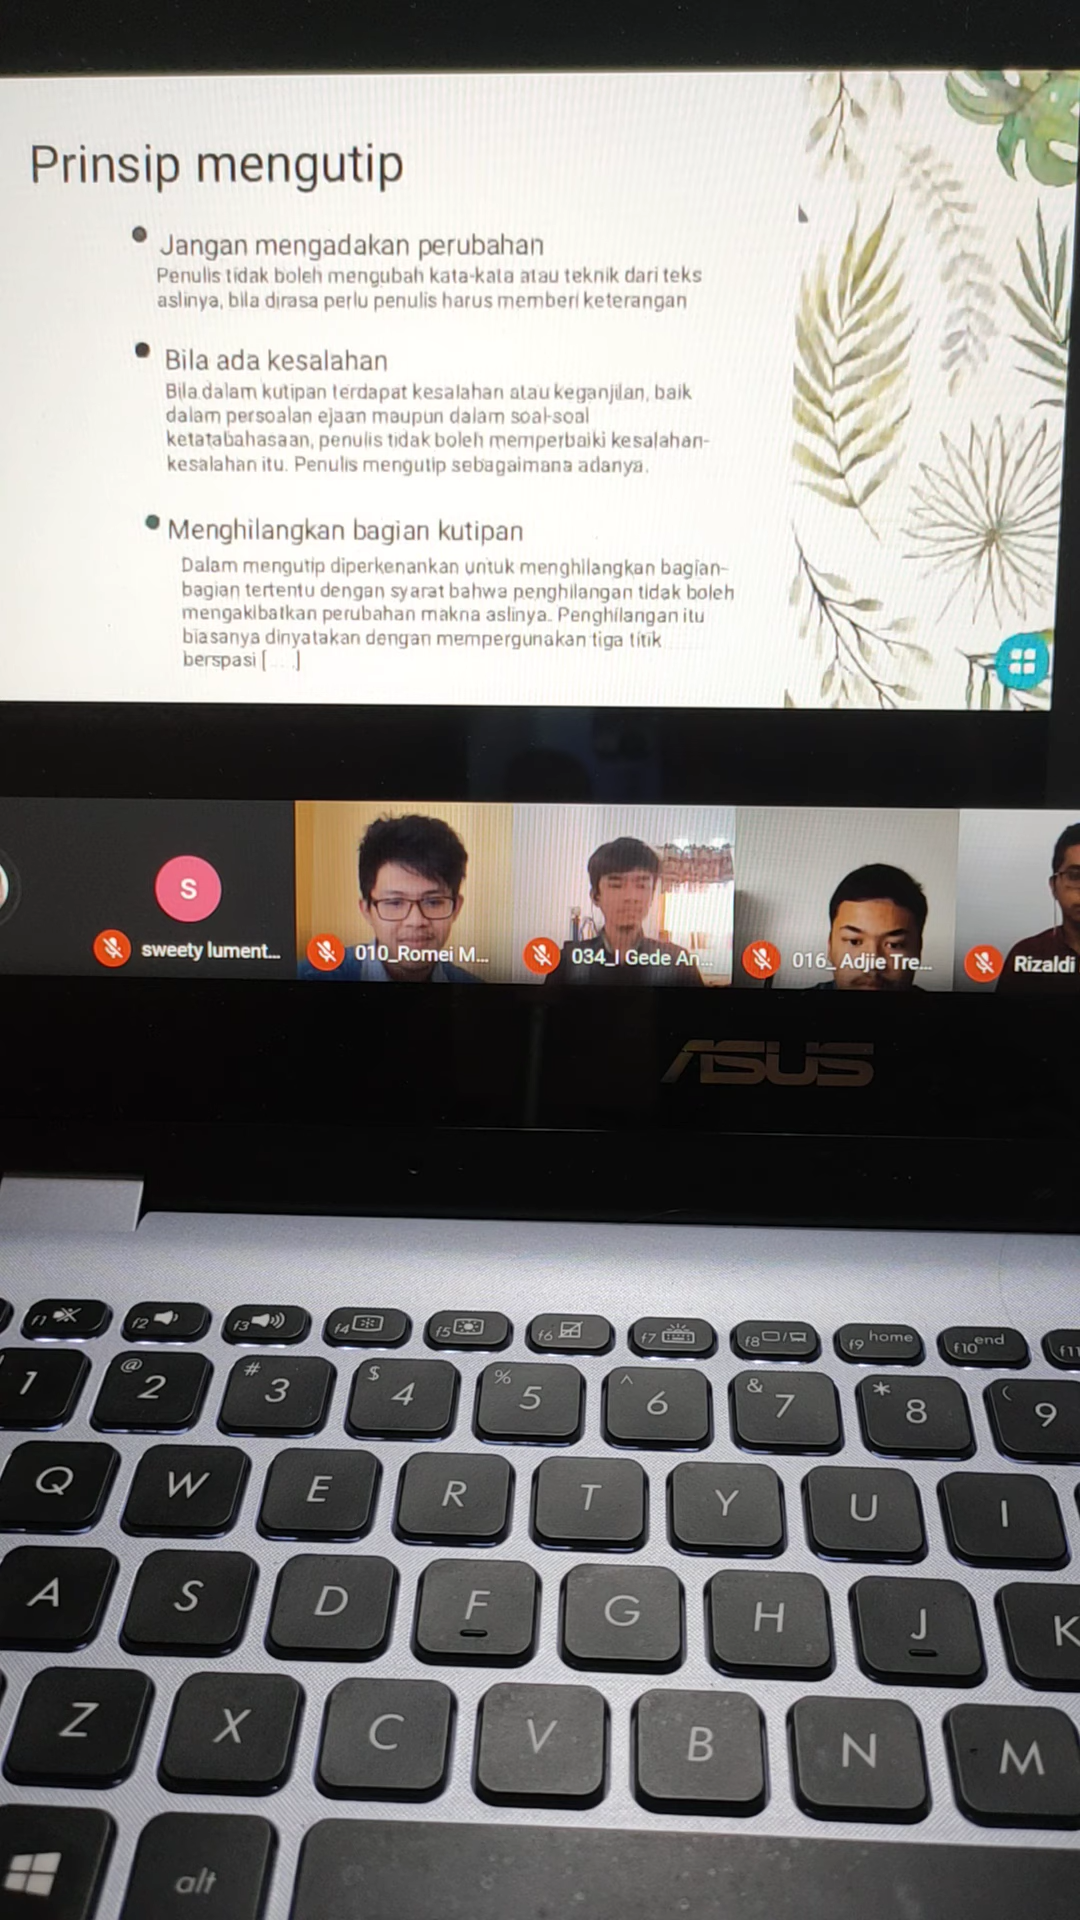 Prinsip mengutip
Jangan mengadakan perubahan
Penulis tidak boleh mengubah kata-kata atau teknik dari teks
aslinya, bila dirasa perlu penulis harus memberi keterangan
Bila ada kesalahan
Bila dalam kutipan terdapat kesalahan atau keganjilan, baik
dalam persoalan ejaan maupun dalam soal-soal
ketatabahasaan, penulis tidak boleh memperbaiki kesalahan-
kesalahan itu. Penulis mengutip sebagaimana adanya.
Menghilangkan bagian kutipan
Dalam mengutip diperkenankan untuk menghilangkan bagian-
bagian tertentu dengan syarat bahwa penghilangan tidak boleh
mengakibatkan perubahan makna aslinya. Penghilangan itu
biasanya dinyatakan dengan mempergunakan tiga titik
berspasi [. . .]
S
sweety lument...
010_Romei M...
034_I Gede An...
016_ Adjie Tre...
Rizaldi
ASUS
f1 f2 f3 f4 f5 f6 f7 f8 f9 home f10 end f11
1 @ 2 # 3 $ 4 % 5 ^ 6 & 7 * 8 ( 9
Q W E R T Y U I
A S D F G H J K
Z X C V B N M
alt